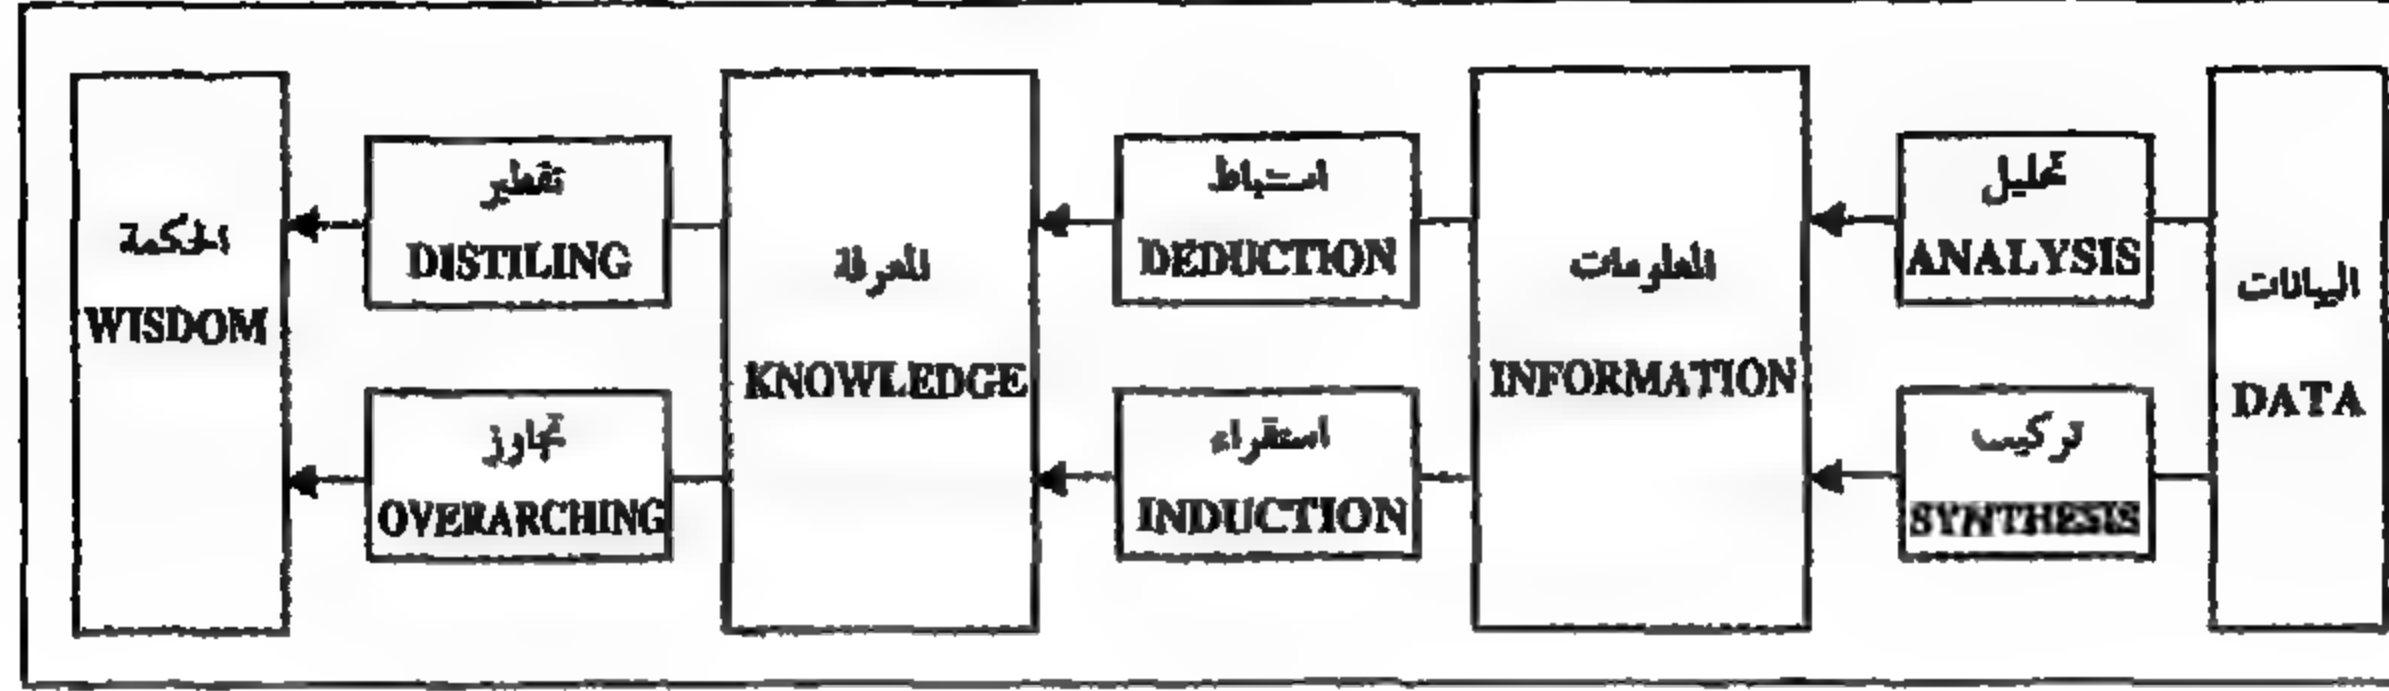 البيانات
DATA
تحليل
ANALYSIS
تركيب
SYNTHESIS
المعلومات
INFORMATION
استنباط
DEDUCTION
استقراء
INDUCTION
المعرفة
KNOWLEDGE
تقطير
DISTILING
تجاوز
OVERARCHING
الحكمة
WISDOM